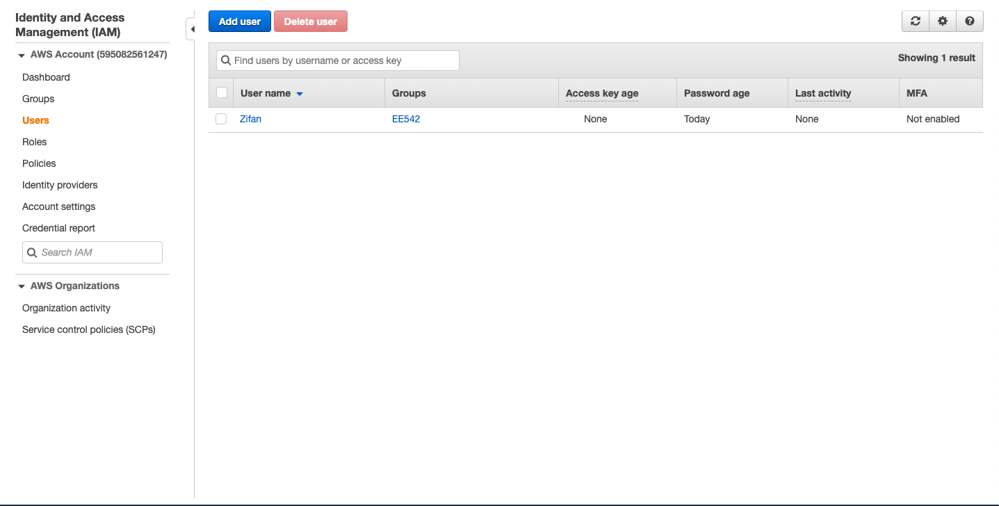 Identity and Access
Management (IAM)
AWS Account (595082561247)
Dashboard
Groups
Users
Roles
Policies
Identity providers
Account settings
Credential report
Search IAM
AWS Organizations
Organization activity
Service control policies (SCPs)
Add user
Delete user
Find users by username or access key
Showing 1 result
User name
Groups
Access key age
Password age
Last activity
MFA
Zifan
EE542
None
Today
None
Not enabled